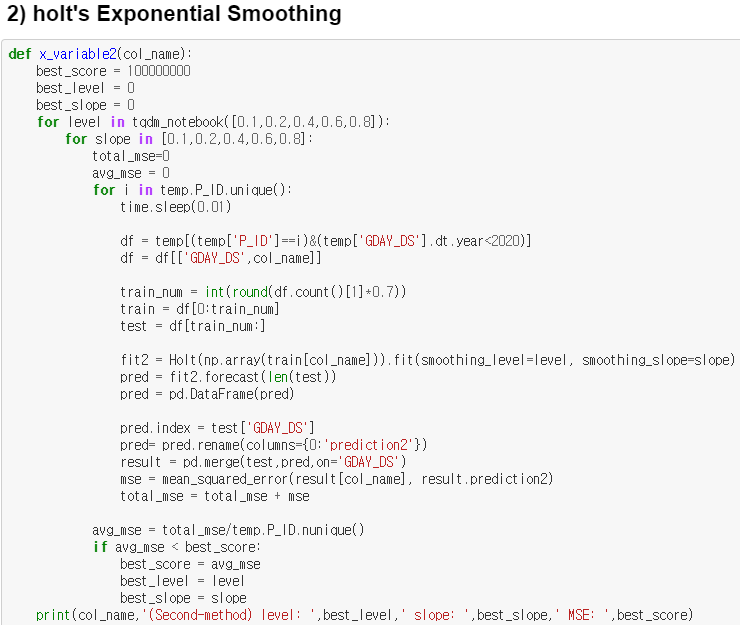 2) holt's Exponential Smoothing
def x_variable2(col_name):
    best_score = 100000000
    best_level = 0
    best_slope = 0
    for level in tqdm_notebook([0.1,0.2,0.4,0.6,0.8]):
        for slope in [0.1,0.2,0.4,0.6,0.8]:
            total_mse=0
            avg_mse = 0
            for i in temp.P_ID.unique():
                time.sleep(0.01)
                df = temp[(temp['P_ID']==i)&(temp['GDAY_DS'].dt.year<2020)]
                df = df[['GDAY_DS',col_name]]
                train_num = int(round(df.count()[1]*0.7))
                train = df[0:train_num]
                test = df[train_num:]
                fit2 = Holt(np.array(train[col_name])).fit(smoothing_level=level, smoothing_slope=slope)
                pred = fit2.forecast(len(test))
                pred = pd.DataFrame(pred)
                pred.index = test['GDAY_DS']
                pred= pred.rename(columns={0:'prediction2'})
                result = pd.merge(test,pred,on='GDAY_DS')
                mse = mean_squared_error(result[col_name], result.prediction2)
                total_mse = total_mse + mse
            avg_mse = total_mse/temp.P_ID.nunique()
            if avg_mse < best_score:
                best_score = avg_mse
                best_level = level
                best_slope = slope
    print(col_name,'(Second-method) level: ',best_level,' slope: ',best_slope,' MSE: ',best_score)